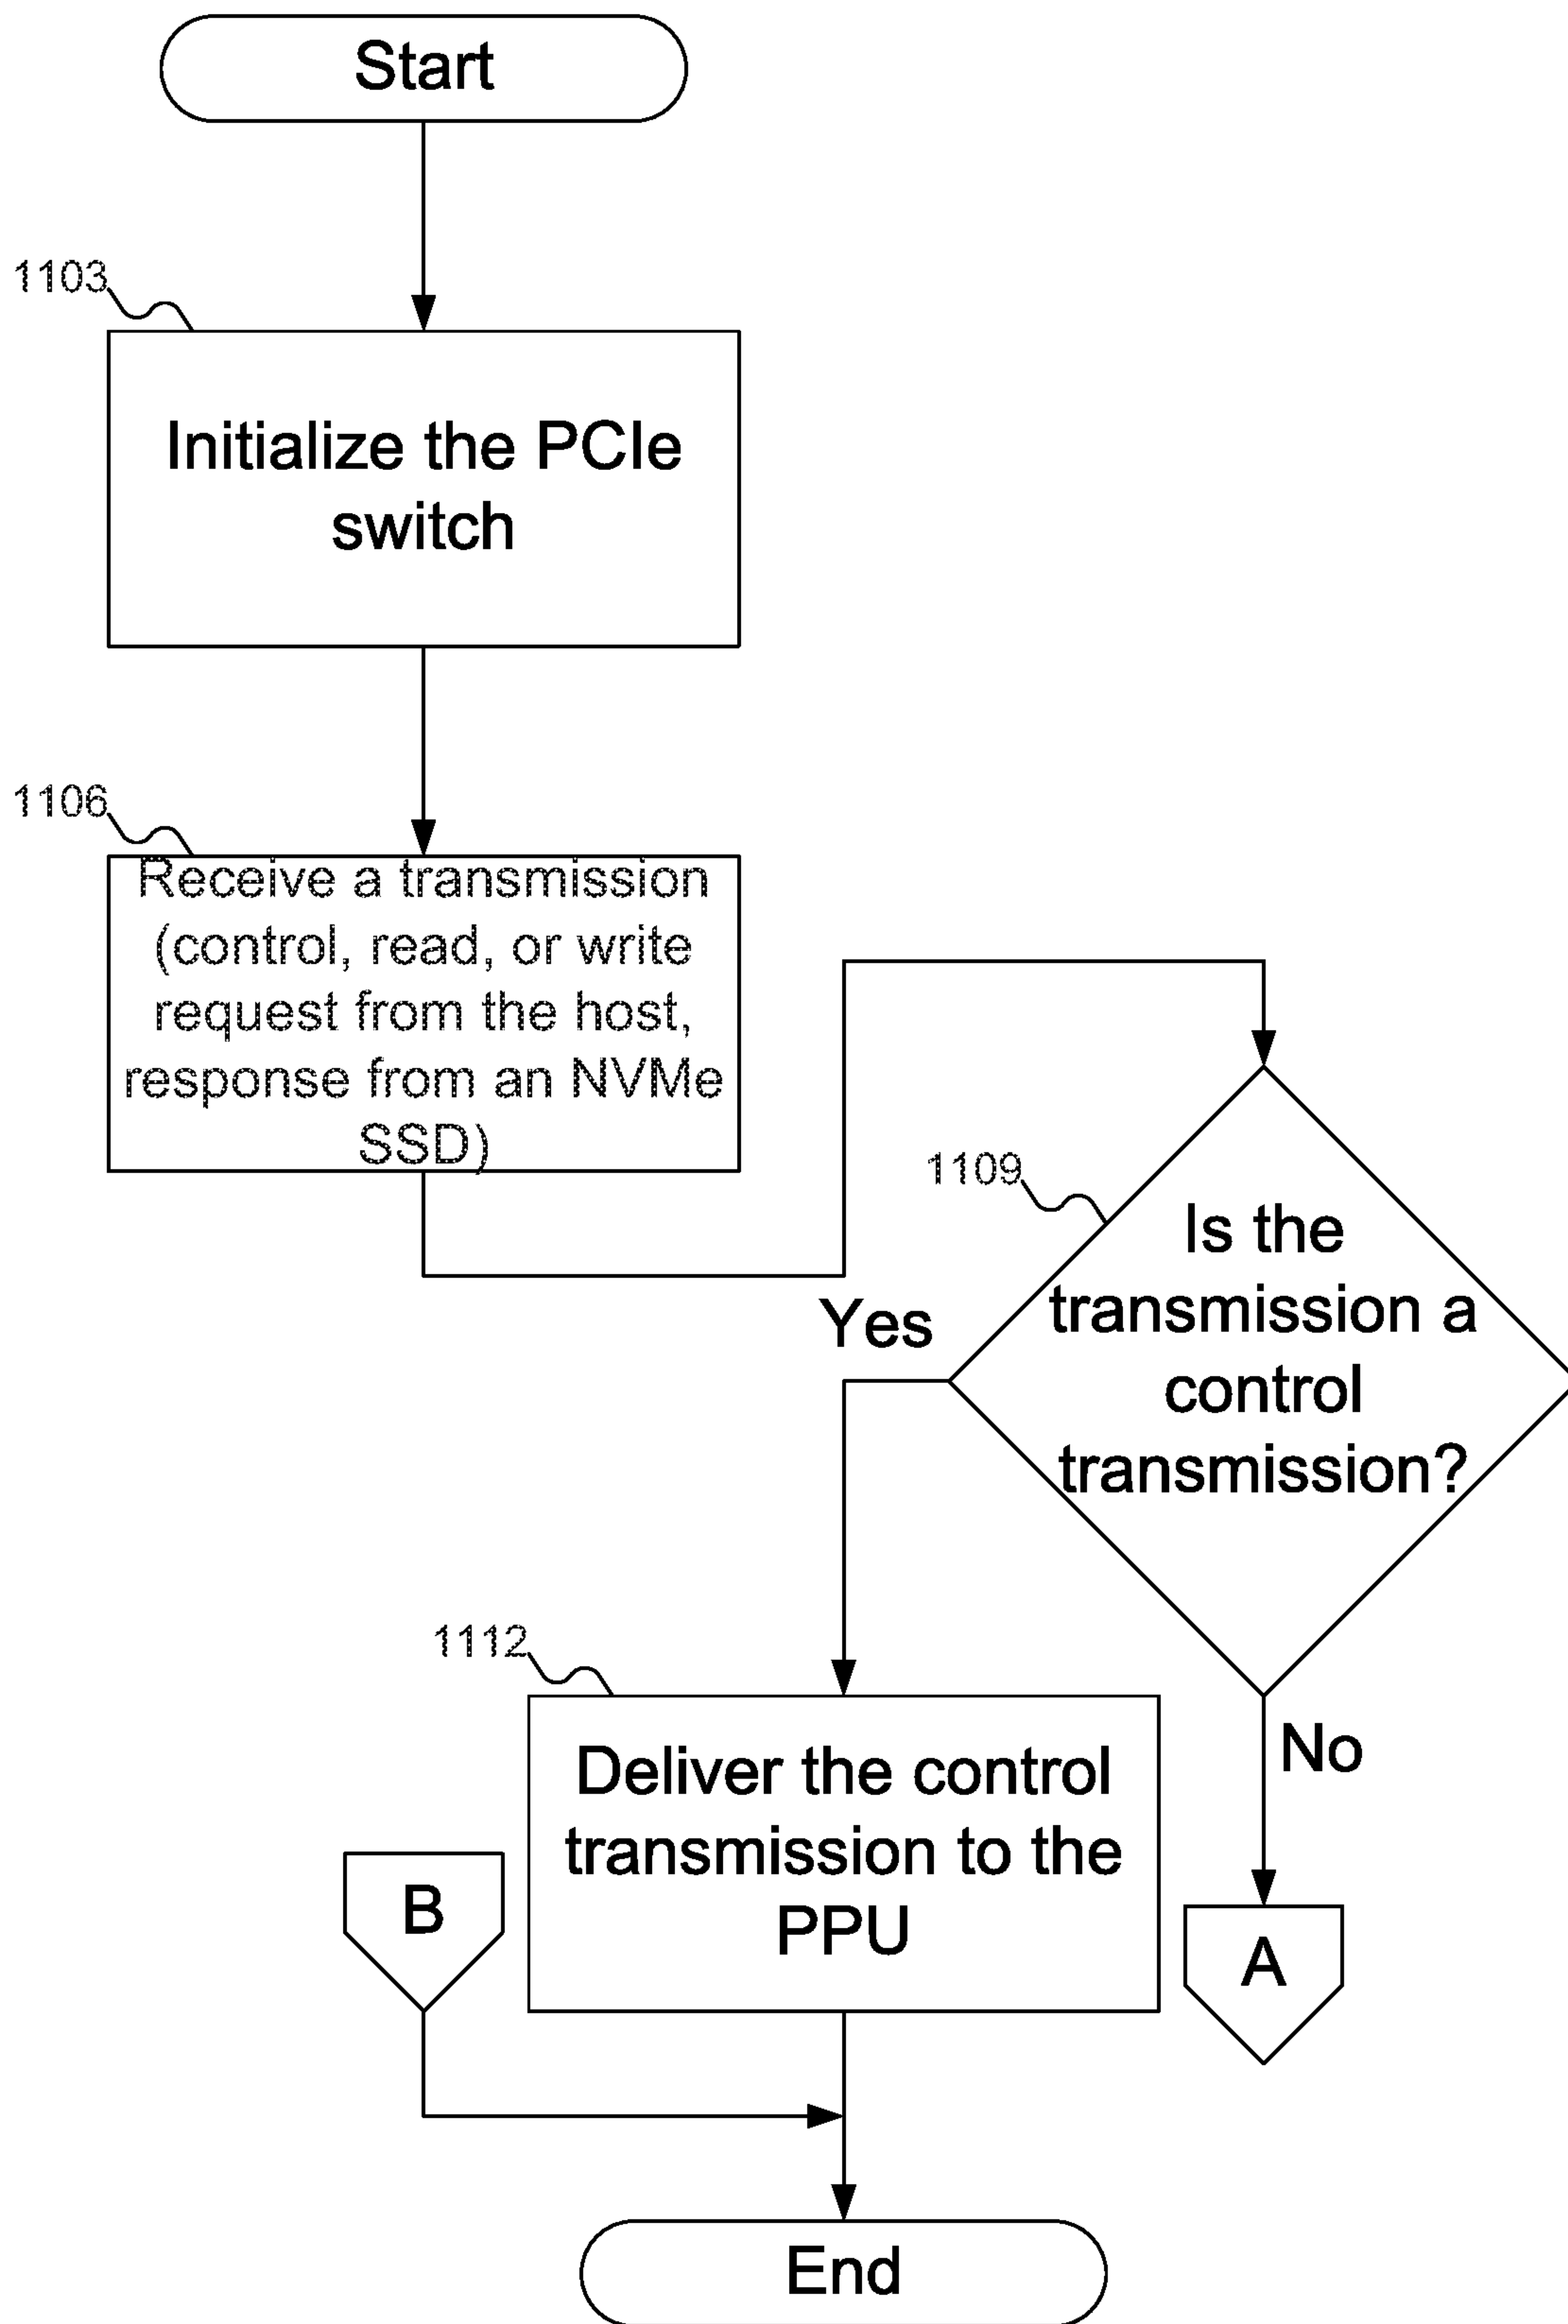 Start
1103
Initialize the PCIe
switch
1106
Receive a transmission
(control, read, or write
request from the host,
response from an NVMe
SSD)
1109
Is the
transmission a
control
transmission?
Yes
No
1112
Deliver the control
transmission to the
PPU
B
A
End